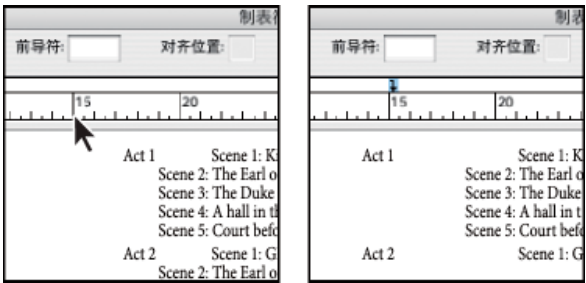 制表
前导符: 对齐位置:
15 20
Act 1 Scene 1: K
Scene 2: The Earl o
Scene 3: The Duke
Scene 4: A hall in th
Scene 5: Court befo
Act 2 Scene 1: G
Scene 2: The Earl o
制表
前导符: 对齐位置:
15 20
Act 1 Scene 1: K
Scene 2: The Earl o
Scene 3: The Duke
Scene 4: A hall in t
Scene 5: Court befo
Act 2 Scene 1: G